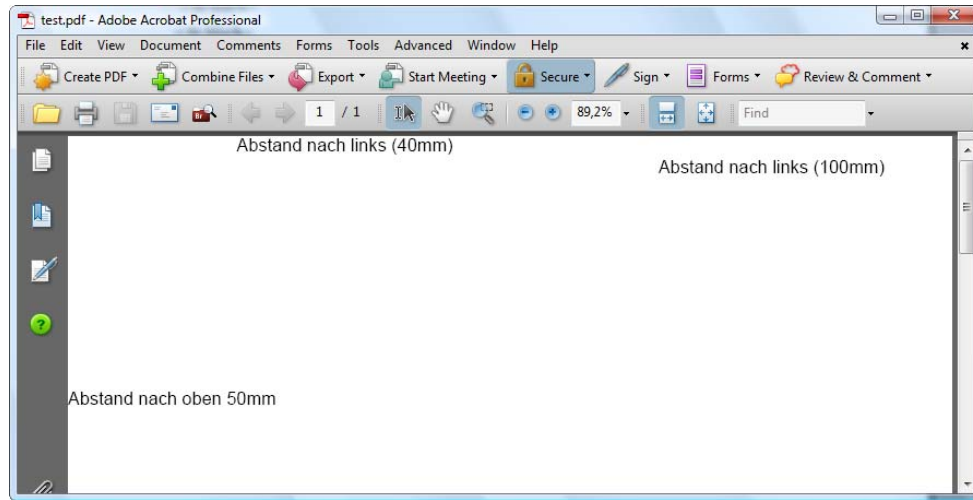 test.pdf - Adobe Acrobat Professional
File Edit View Document Comments Forms Tools Advanced Window Help
Create PDF Combine Files Export Start Meeting Secure Sign Forms Review & Comment
1 / 1 89,2% Find
Abstand nach links (40mm)
Abstand nach links (100mm)
Abstand nach oben 50mm